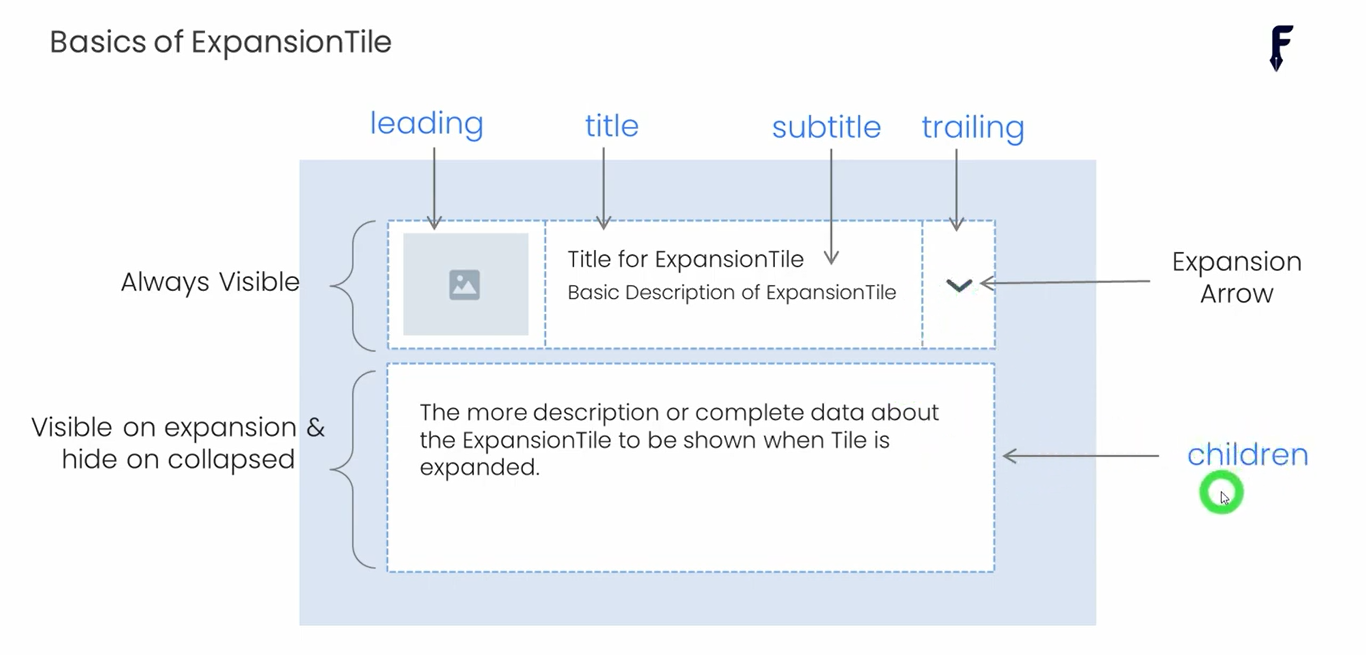 Basics of ExpansionTile
F
leading
title
subtitle
trailing
Always Visible
Title for ExpansionTile
Basic Description of ExpansionTile
Expansion
Arrow
Visible on expansion &
hide on collapsed
The more description or complete data about
the ExpansionTile to be shown when Tile is
expanded.
children